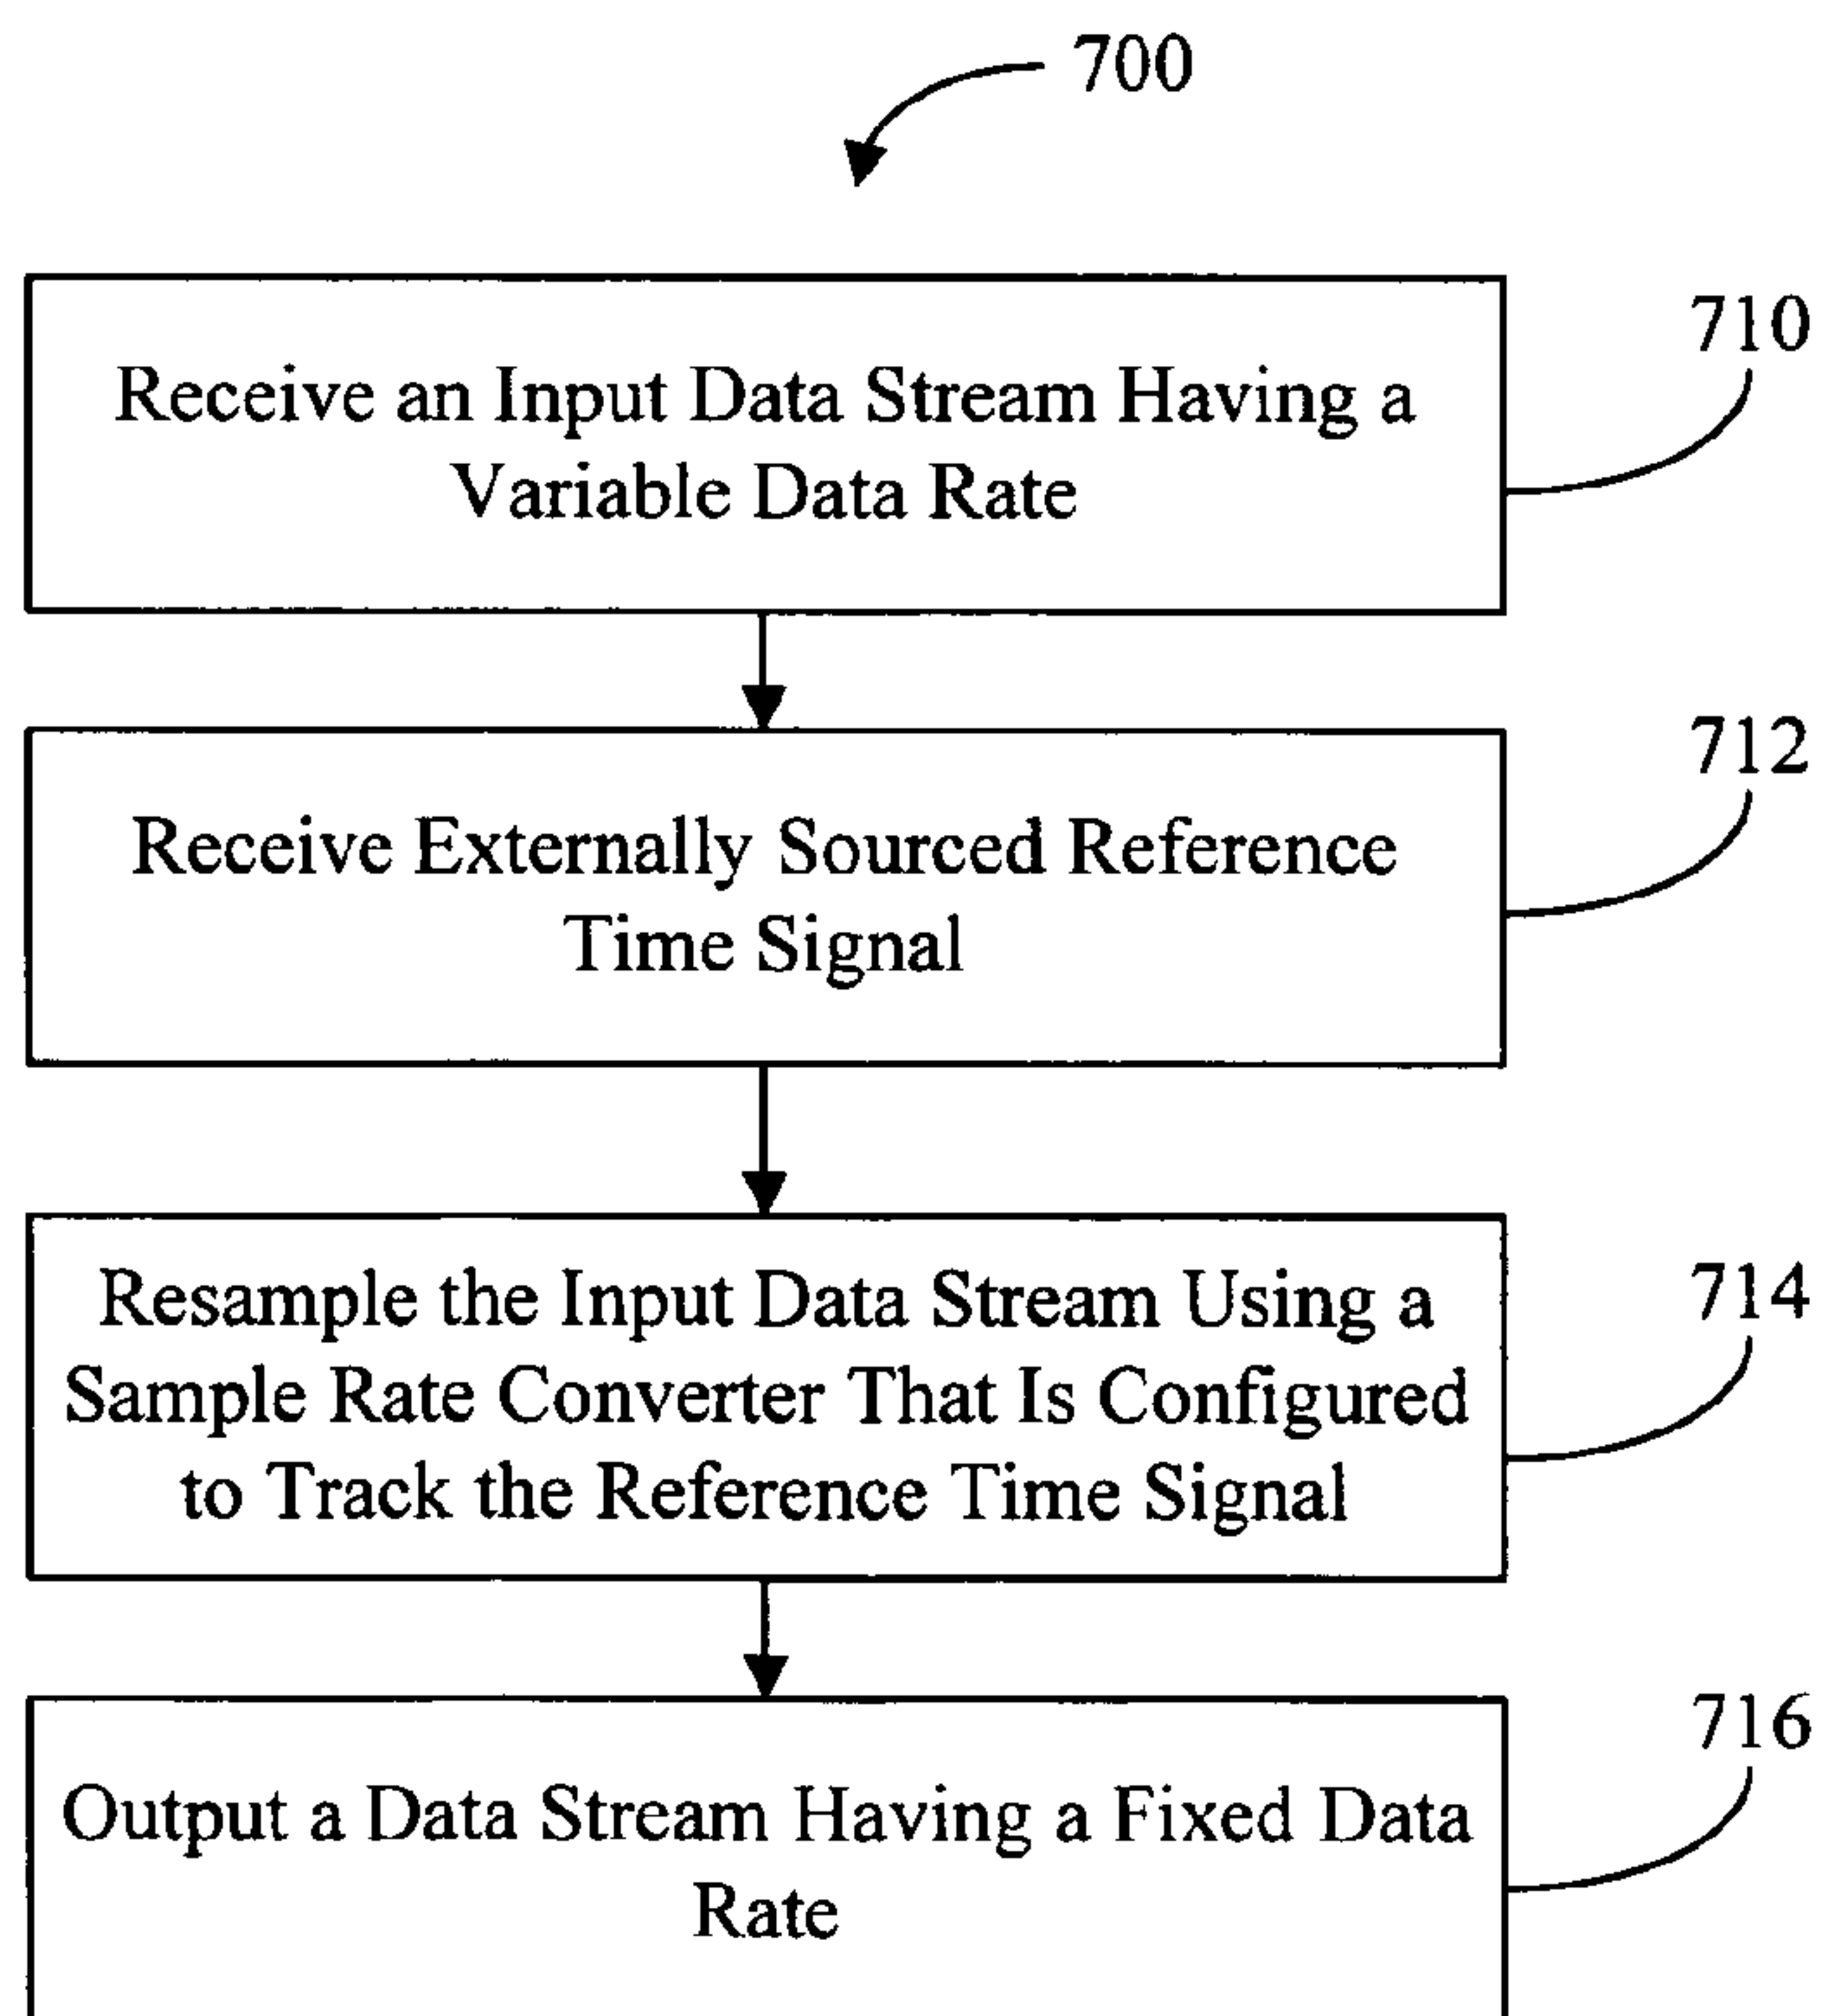 700
710
Receive an Input Data Stream Having a
Variable Data Rate
712
Receive Externally Sourced Reference
Time Signal
714
Resample the Input Data Stream Using a
Sample Rate Converter That Is Configured
to Track the Reference Time Signal
716
Output a Data Stream Having a Fixed Data
Rate